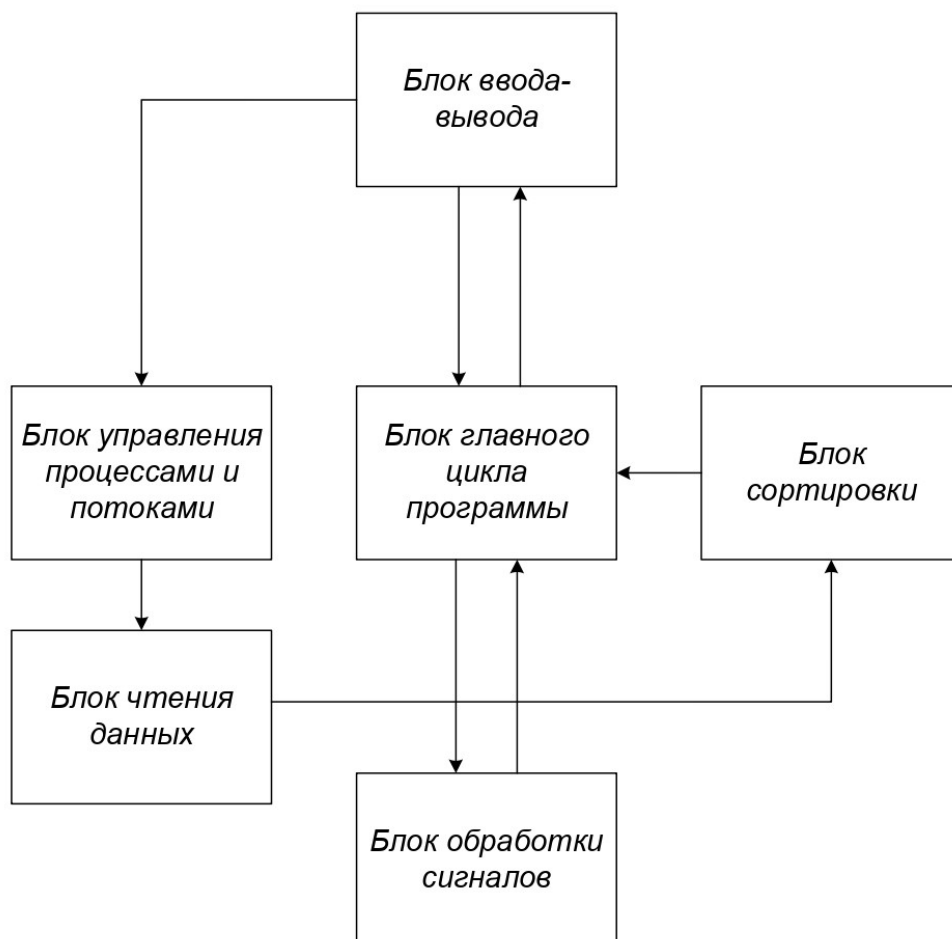 Блок ввода-
вывода
Блок управления
процессами и
потоками
Блок главного
цикла
программы
Блок
сортировки
Блок чтения
данных
Блок обработки
сигналов